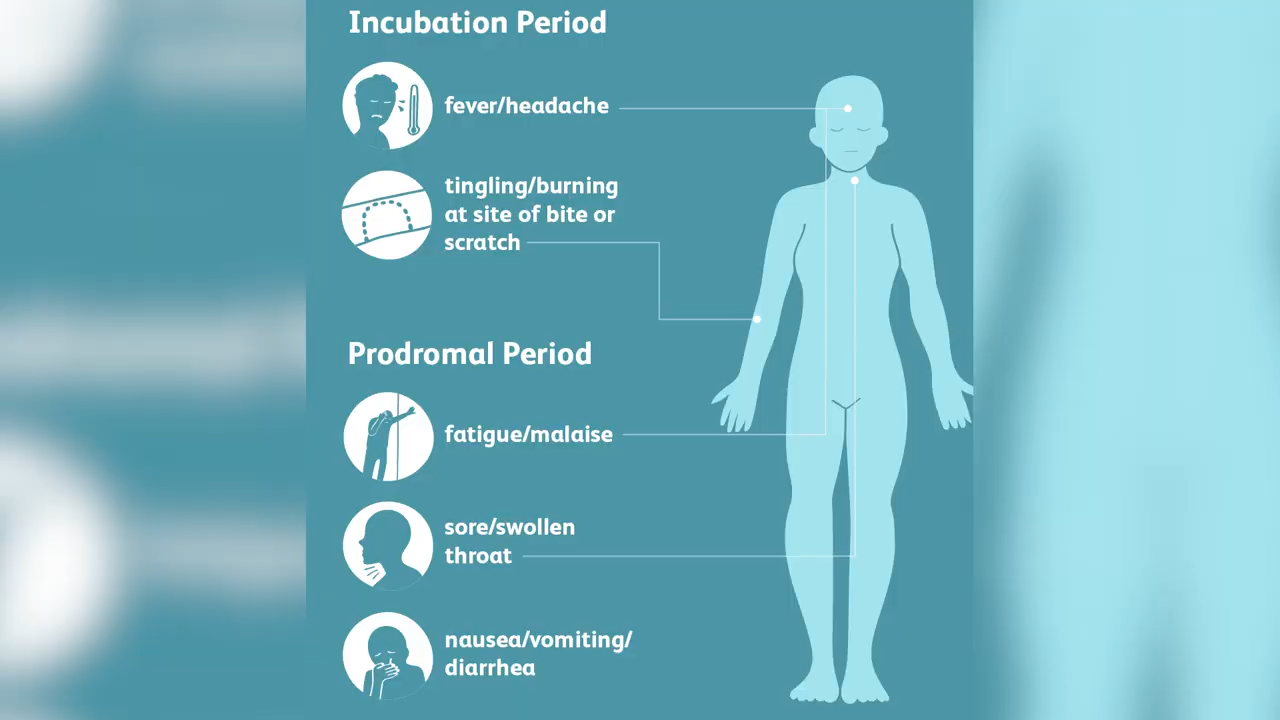 Incubation Period
fever/headache
tingling/burning
at site of bite or
scratch
Prodromal Period
fatigue/malaise
sore/swollen
throat
nausea/vomiting/
diarrhea